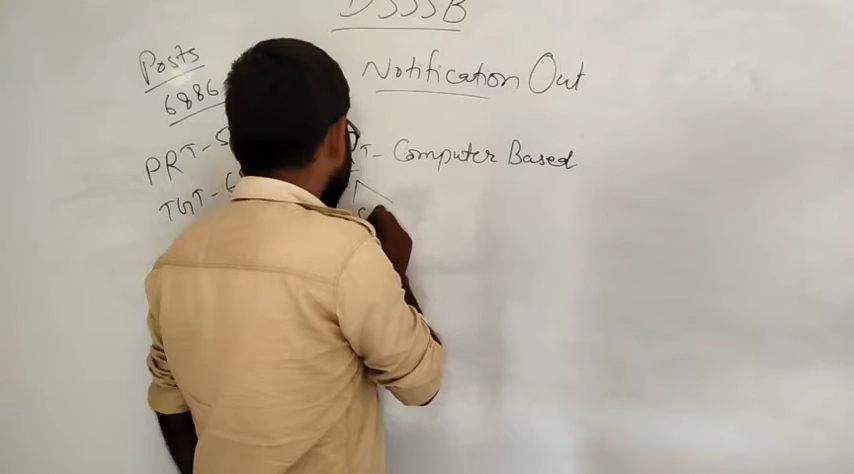 DSSSB
Posts
6886
Notification Out
PRT-
T- Computer Based
TGT-